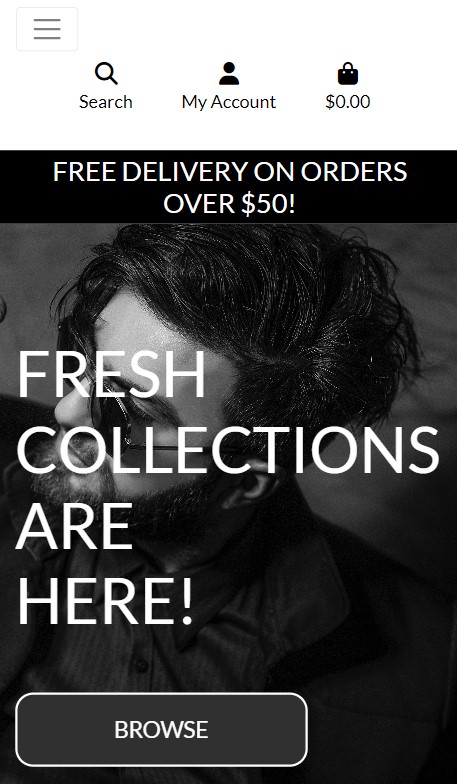 Search
My Account
$0.00
FREE DELIVERY ON ORDERS
OVER $50!
FRESH
COLLECTIONS
ARE
HERE!
BROWSE